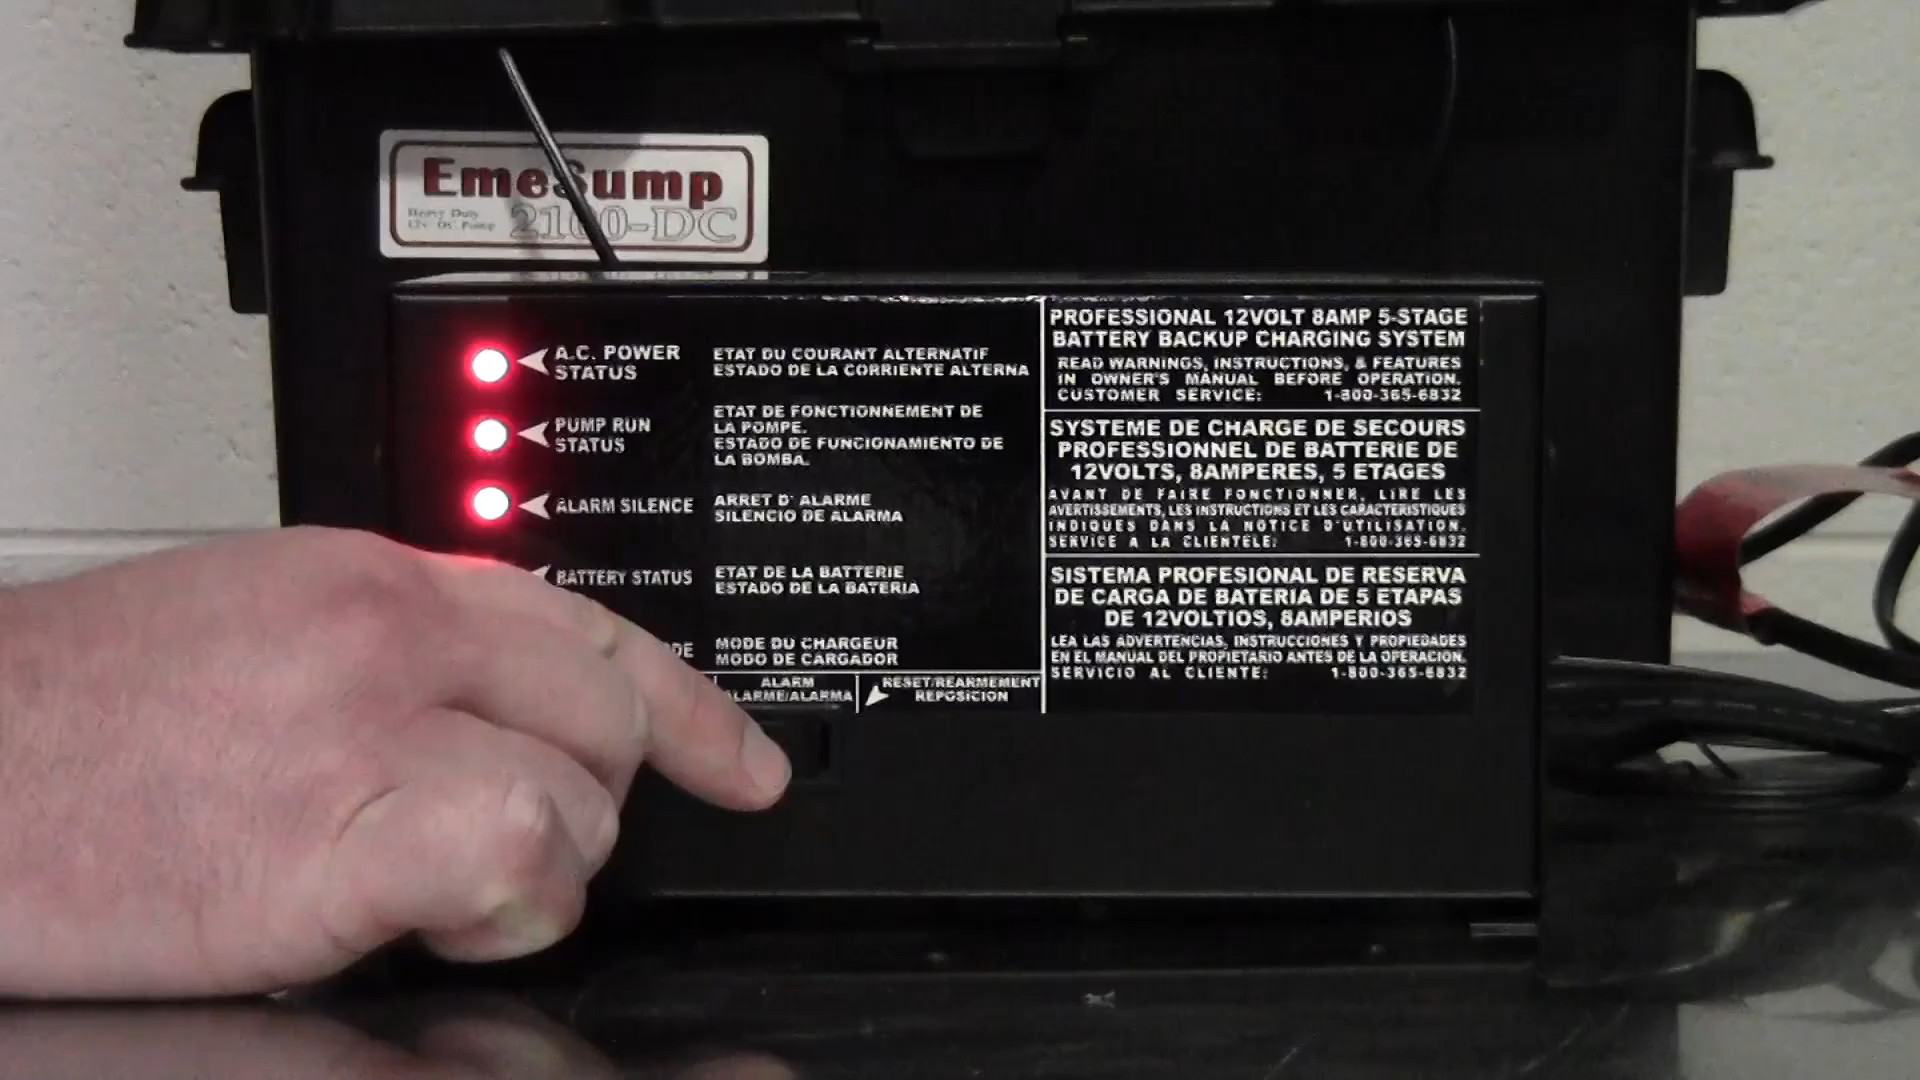 EmeSump
Heavy Duty
12v DC Pump
2100-DC
A.C. POWER
STATUS
ETAT DU COURANT ALTERNATIF
ESTADO DE LA CORRIENTE ALTERNA
PUMP RUN
STATUS
ETAT DE FONCTIONNEMENT DE
LA POMPE.
ESTADO DE FUNCIONAMIENTO DE
LA BOMBA.
ALARM SILENCE
ARRET D' ALARME
SILENCIO DE ALARMA
BATTERY STATUS
ETAT DE LA BATTERIE
ESTADO DE LA BATERIA
MODE DU CHARGEUR
MODO DE CARGADOR
ALARM
ALARME/ALARMA
RESET/REARMEMENT
REPOSICION
PROFESSIONAL 12VOLT 8AMP 5-STAGE
BATTERY BACKUP CHARGING SYSTEM
READ WARNINGS, INSTRUCTIONS, & FEATURES
IN OWNER'S MANUAL BEFORE OPERATION.
CUSTOMER SERVICE: 1-800-365-6832
SYSTEME DE CHARGE DE SECOURS
PROFESSIONNEL DE BATTERIE DE
12VOLTS, 8AMPERES, 5 ETAGES
AVANT DE FAIRE FONCTIONNER, LIRE LES
AVERTISSEMENTS, LES INSTRUCTIONS ET LES CARACTERISTIQUES
INDIQUES DANS LA NOTICE D'UTILISATION.
SERVICE A LA CLIENTELE: 1-800-365-6832
SISTEMA PROFESIONAL DE RESERVA
DE CARGA DE BATERIA DE 5 ETAPAS
DE 12VOLTIOS, 8AMPERIOS
LEA LAS ADVERTENCIAS, INSTRUCCIONES Y PROPIEDADES
EN EL MANUAL DEL PROPIETARIO ANTES DE LA OPERACION.
SERVICIO AL CLIENTE: 1-800-365-6832